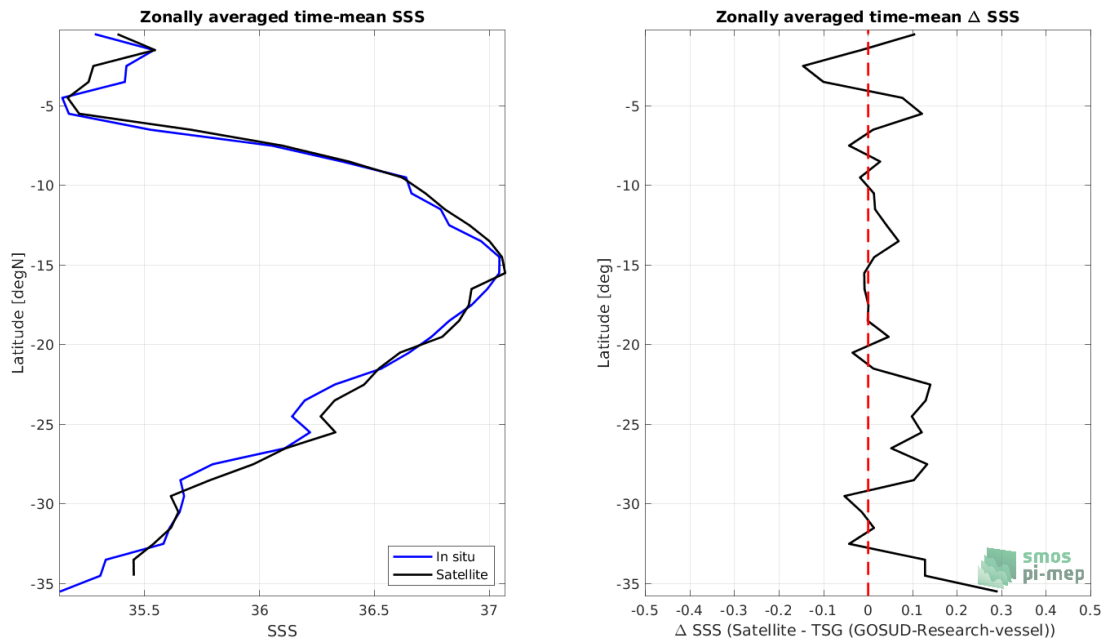 Zonally averaged time-mean SSS
Latitude [degN]
-5
-10
-15
-20
-25
-30
-35
35.5
36
36.5
37
SSS
In situ
Satellite
Zonally averaged time-mean Δ SSS
Latitude [deg]
-5
-10
-15
-20
-25
-30
-35
-0.5
-0.4
-0.3
-0.2
-0.1
0
0.1
0.2
0.3
0.4
0.5
Δ SSS (Satellite - TSG (GOSUD-Research-vessel))
smos
pi-mep